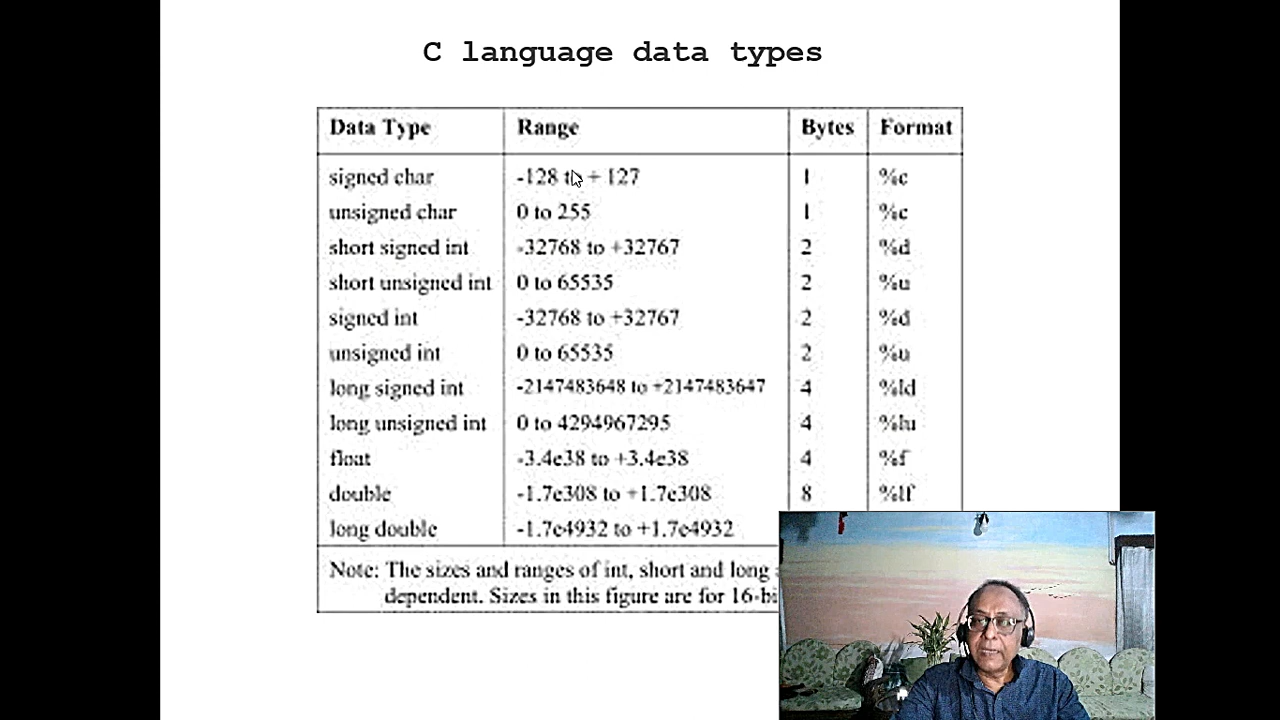 C language data types
Data Type Range Bytes Format
signed char -128 to + 127 1 %c
unsigned char 0 to 255 1 %c
short signed int -32768 to +32767 2 %d
short unsigned int 0 to 65535 2 %u
signed int -32768 to +32767 2 %d
unsigned int 0 to 65535 2 %u
long signed int -2147483648 to +2147483647 4 %ld
long unsigned int 0 to 4294967295 4 %lu
float -3.4e38 to +3.4e38 4 %f
double -1.7e308 to +1.7e308 8 %lf
long double -1.7e4932 to +1.7e4932
Note: The sizes and ranges of int, short and long
dependent. Sizes in this figure are for 16-bi